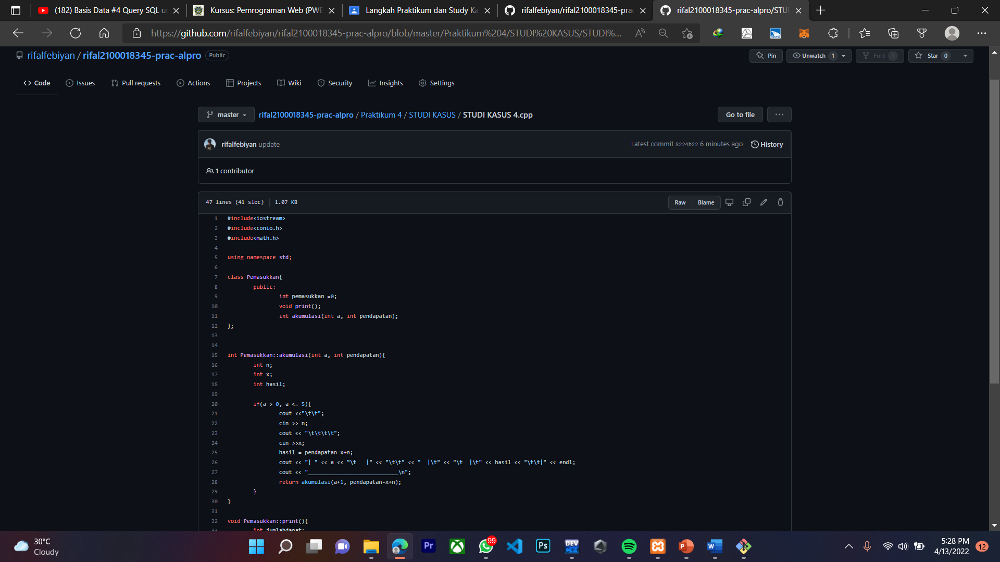 (182) Basis Data #4 Query SQL u
Kursus: Pemrograman Web (PWE
Langkah Praktikum dan Study Ka
rifalfebiyan/rifal2100018345-prac
rifal2100018345-prac-alpro/STUI
https://github.com/rifalfebiyan/rifal2100018345-prac-alpro/blob/master/Praktikum%204/STUDI%20KASUS/STUDI%...
rifalfebiyan / rifal2100018345-prac-alpro Public
Pin
Unwatch 1
Fork 1
Star 0
Code
Issues
Pull requests
Actions
Projects
Wiki
Security
Insights
Settings
master
rifal2100018345-prac-alpro / Praktikum 4 / STUDI KASUS / STUDI KASUS 4.cpp
Go to file
rifalfebiyan update
Latest commit 8224b22 6 minutes ago
History
1 contributor
47 lines (41 sloc) 1.07 KB
Raw
Blame
1 #include<iostream>
2 #include<conio.h>
3 #include<math.h>
4
5 using namespace std;
6
7 class Pemasukkan{
8 public:
9 int pemasukkan =0;
10 void print();
11 int akumulasi(int a, int pendapatan);
12 };
13
14
15 int Pemasukkan::akumulasi(int a, int pendapatan){
16 int n;
17 int x;
18 int hasil;
19
20 if(a > 0, a <= 5){
21 cout <<"\t\t";
22 cin >> n;
23 cout << "\t\t\t\t";
24 cin >>x;
25 hasil = pendapatan-x+n;
26 cout << "| " << a << "\t   |" << "\t\t" << "  |\t" << "\t  |\t" << hasil << "\t\t|" << endl;
27 cout << "____________________________\n";
28 return akumulasi(a+1, pendapatan-x+n);
29 }
30 }
31
32 void Pemasukkan::print(){
33 int jumlahdapat;
30°C
Cloudy
99
5:28 PM
4/13/2022
12